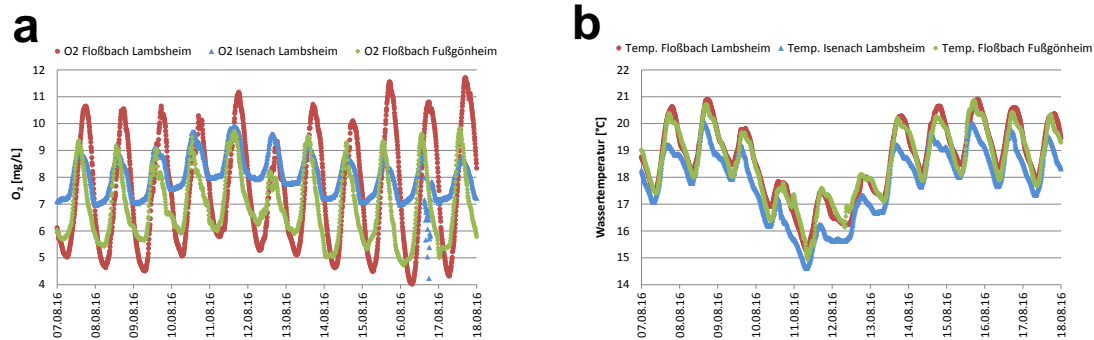 a
O2 Floßbach Lambsheim O2 Isenach Lambsheim O2 Floßbach Fußgönheim
12
11
10
9
8
7
6
5
4
O2 [mg/L]
07.08.16 08.08.16 09.08.16 10.08.16 11.08.16 12.08.16 13.08.16 14.08.16 15.08.16 16.08.16 17.08.16 18.08.16
b
Temp. Floßbach Lambsheim Temp. Isenach Lambsheim Temp. Floßbach Fußgönheim
22
21
20
19
18
17
16
15
14
Wassertemperatur [°C]
07.08.16 08.08.16 09.08.16 10.08.16 11.08.16 12.08.16 13.08.16 14.08.16 15.08.16 16.08.16 17.08.16 18.08.16